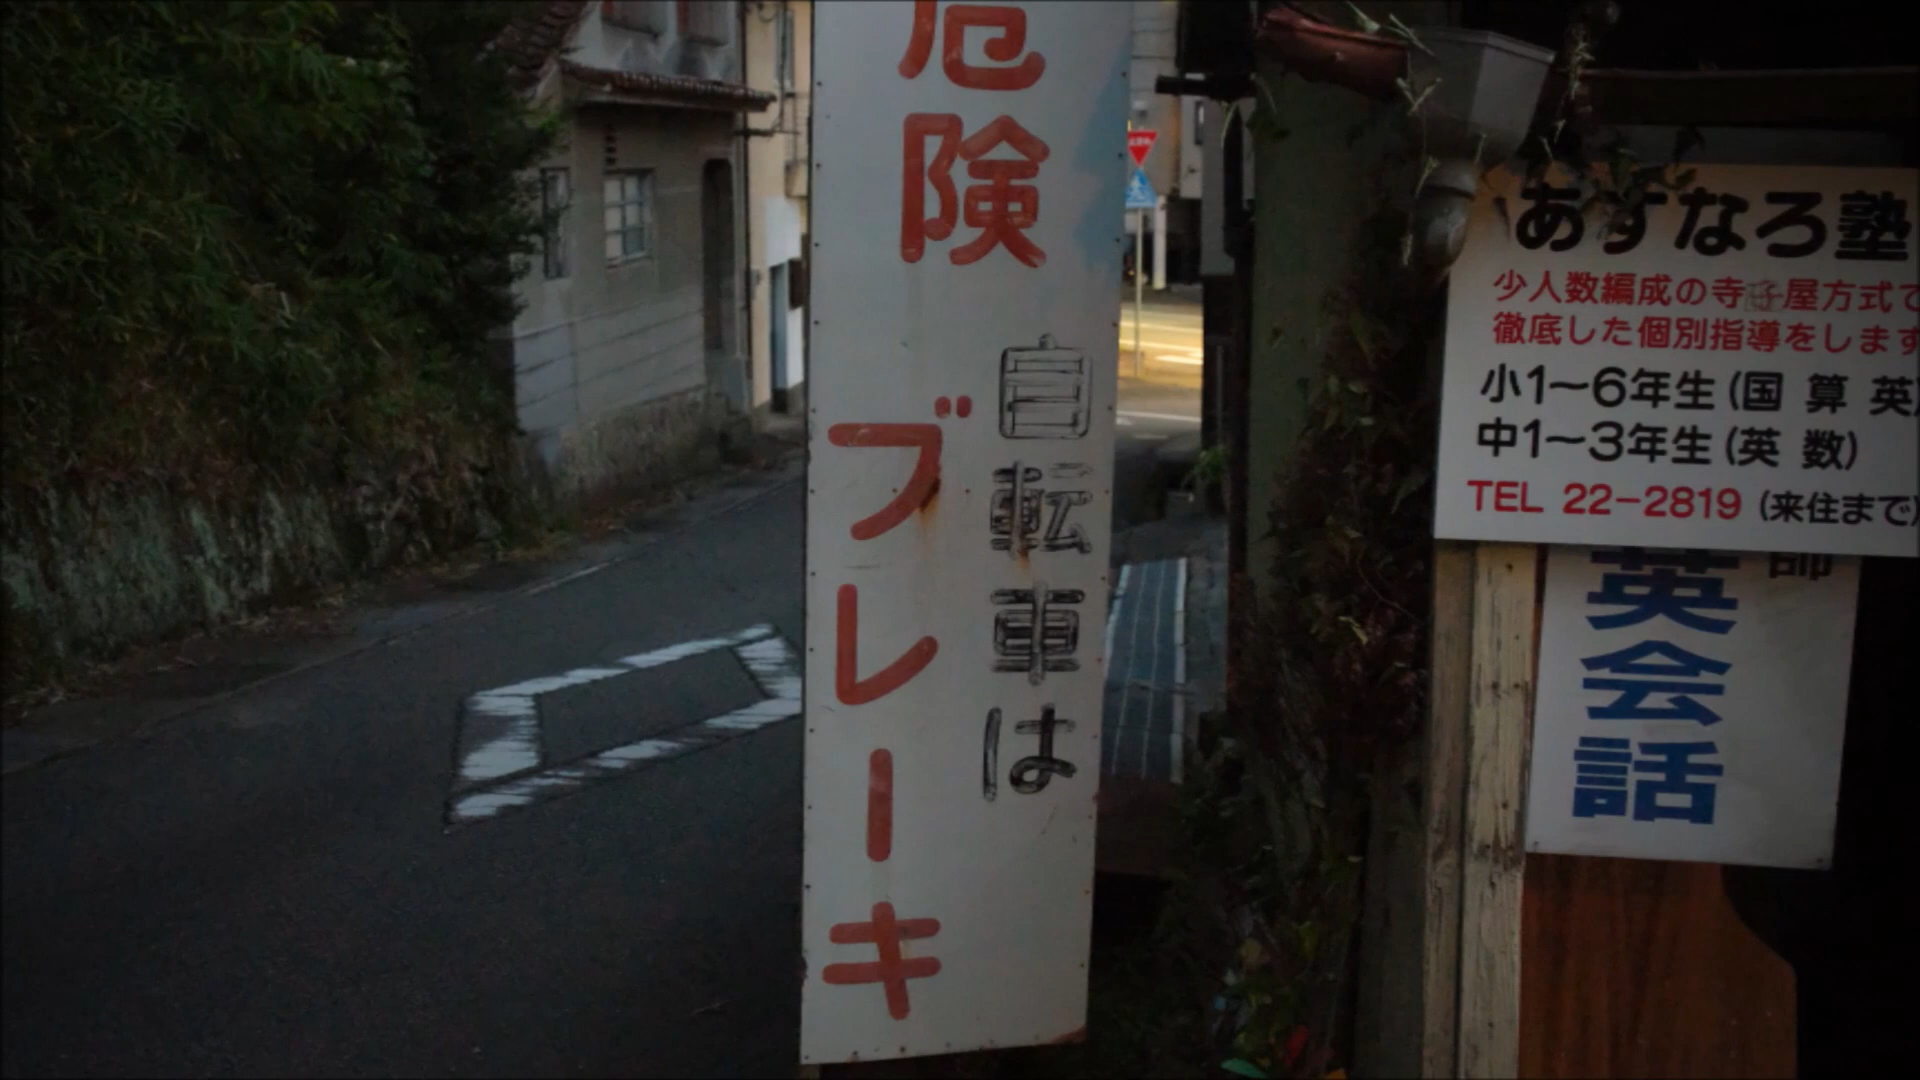 危険
自転車は
ブレーキ
あすなろ塾
少人数編成の寺子屋方式で
徹底した個別指導をします
小1〜6年生(国 算 英)
中1〜3年生(英 数)
TEL 22-2819 (来住まで)
師
英会話